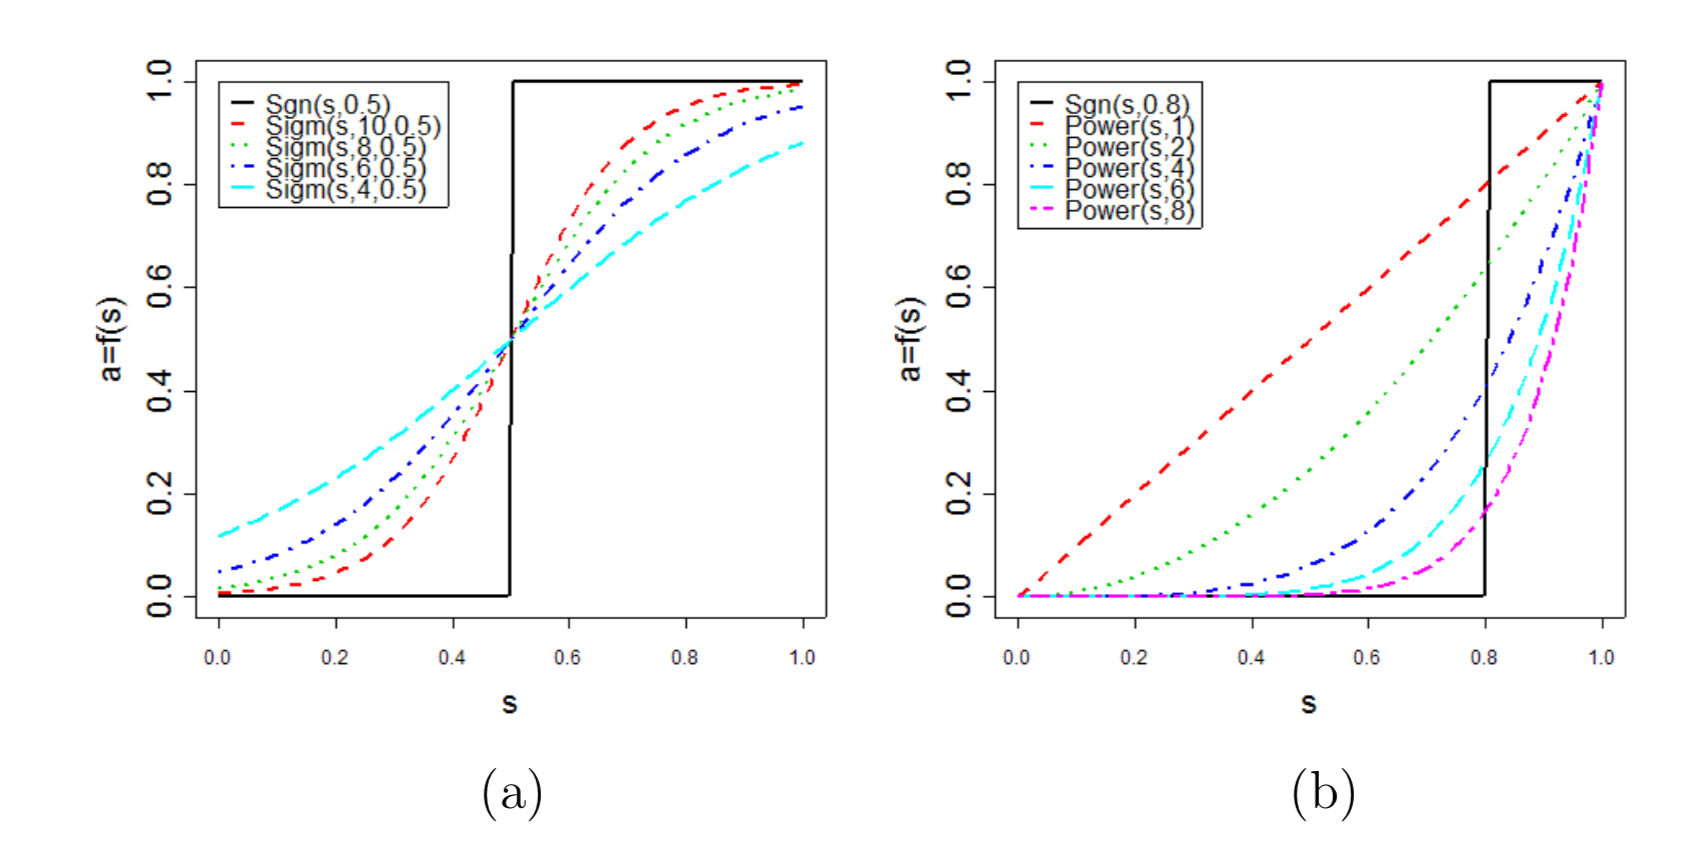 1.0
0.8
0.6
0.4
0.2
0.0
a=f(s)
Sgn(s,0.5)
Sigm(s,10,0.5)
Sigm(s,8,0.5)
Sigm(s,6,0.5)
Sigm(s,4,0.5)
0.0 0.2 0.4 0.6 0.8 1.0
s
(a)
1.0
0.8
0.6
0.4
0.2
0.0
a=f(s)
Sgn(s,0.8)
Power(s,1)
Power(s,2)
Power(s,4)
Power(s,6)
Power(s,8)
0.0 0.2 0.4 0.6 0.8 1.0
s
(b)